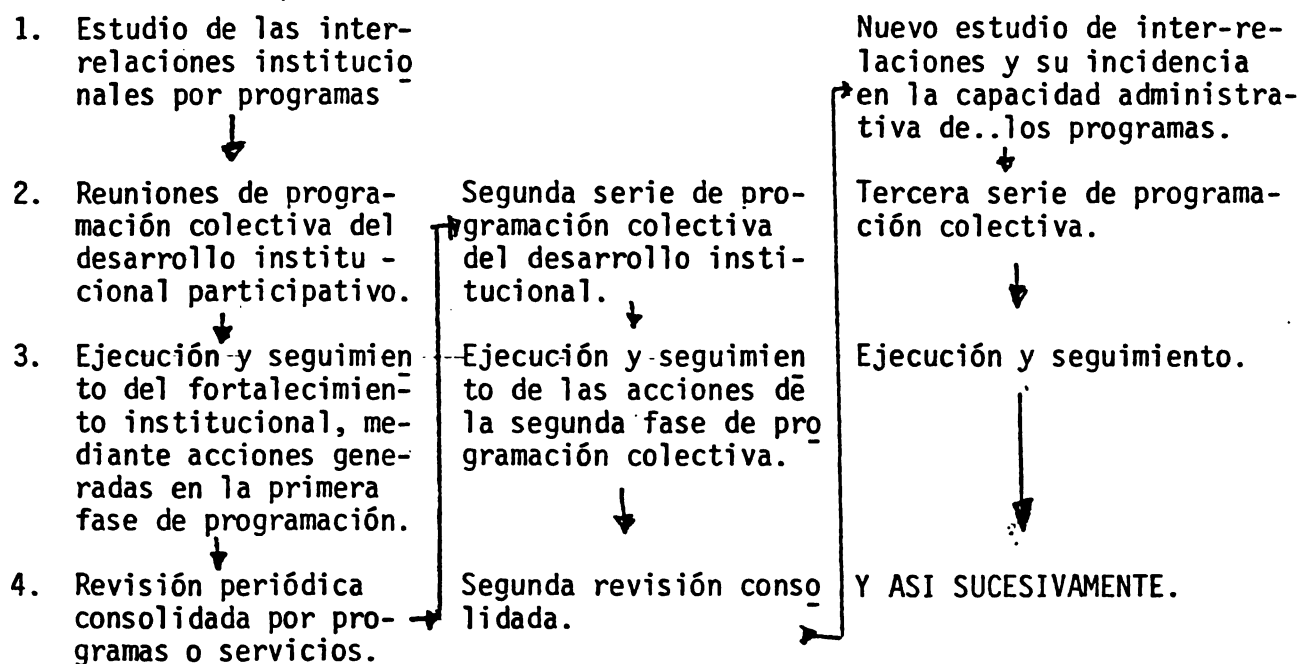 1. Estudio de las inter-
relaciones institucio
nales por programas
2. Reuniones de progra-
mación colectiva del
desarrollo institu -
cional participativo.
3. Ejecución y seguimien
to del fortalecimien-
to institucional, me-
diante acciones gene-
radas en la primera
fase de programación.
4. Revisión periódica
consolidada por pro-
gramas o servicios.
Segunda serie de pro-
gramación colectiva
del desarrollo insti-
tucional.
Ejecución y seguimien
to de las acciones de
la segunda fase de pro
gramación colectiva.
Segunda revisión conso
lidada.
Nuevo estudio de inter-re-
laciones y su incidencia
en la capacidad administra-
tiva de..los programas.
Tercera serie de programa-
ción colectiva.
Ejecución y seguimiento.
Y ASI SUCESIVAMENTE.